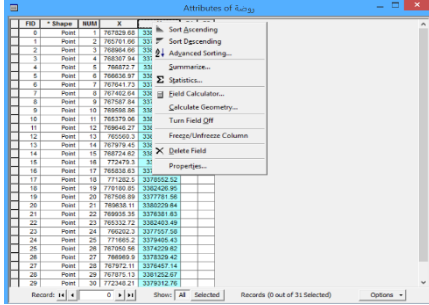 Attributes of روضة
FID * Shape NUM X
0 Point 1 767829.68
1 Point 2 765701.66
2 Point 3 768984.66
3 Point 4 768307.94
4 Point 5 766872.7
5 Point 6 766636.97
6 Point 7 767641.73
7 Point 8 767402.64
8 Point 9 767587.84
9 Point 10 769598.86
10 Point 11 765379.06
11 Point 12 769646.27
12 Point 13 765560.3
13 Point 14 767979.45
14 Point 15 768724.62
15 Point 16 772479.3
16 Point 17 765838.63
17 Point 18 771282.5 3378552.52
18 Point 19 770180.85 3382426.95
19 Point 20 767506.89 3377781.56
20 Point 21 769638.11 3380229.64
21 Point 22 769935.35 3376381.63
22 Point 23 765332.72 3382403.49
23 Point 24 766202.3 3377557.58
24 Point 25 771665.2 3379405.43
25 Point 26 767050.56 3374229.62
26 Point 27 766969.9 3378329.42
27 Point 28 767972.11 3376457.14
28 Point 29 767875.13 3381252.67
29 Point 30 772340.21 3379312.76
Sort Ascending
Sort Descending
Advanced Sorting...
Summarize...
Σ Statistics...
Field Calculator...
Calculate Geometry...
Turn Field Off
Freeze/Unfreeze Column
Delete Field
Properties...
Record: 0 Show: All Selected Records (0 out of 31 Selected) Options